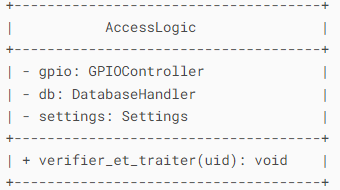 +-------------------------------------+
|           AccessLogic               |
+-------------------------------------+
| - gpio: GPIOController              |
| - db: DatabaseHandler               |
| - settings: Settings                |
+-------------------------------------+
| + verifier_et_traiter(uid): void    |
+-------------------------------------+